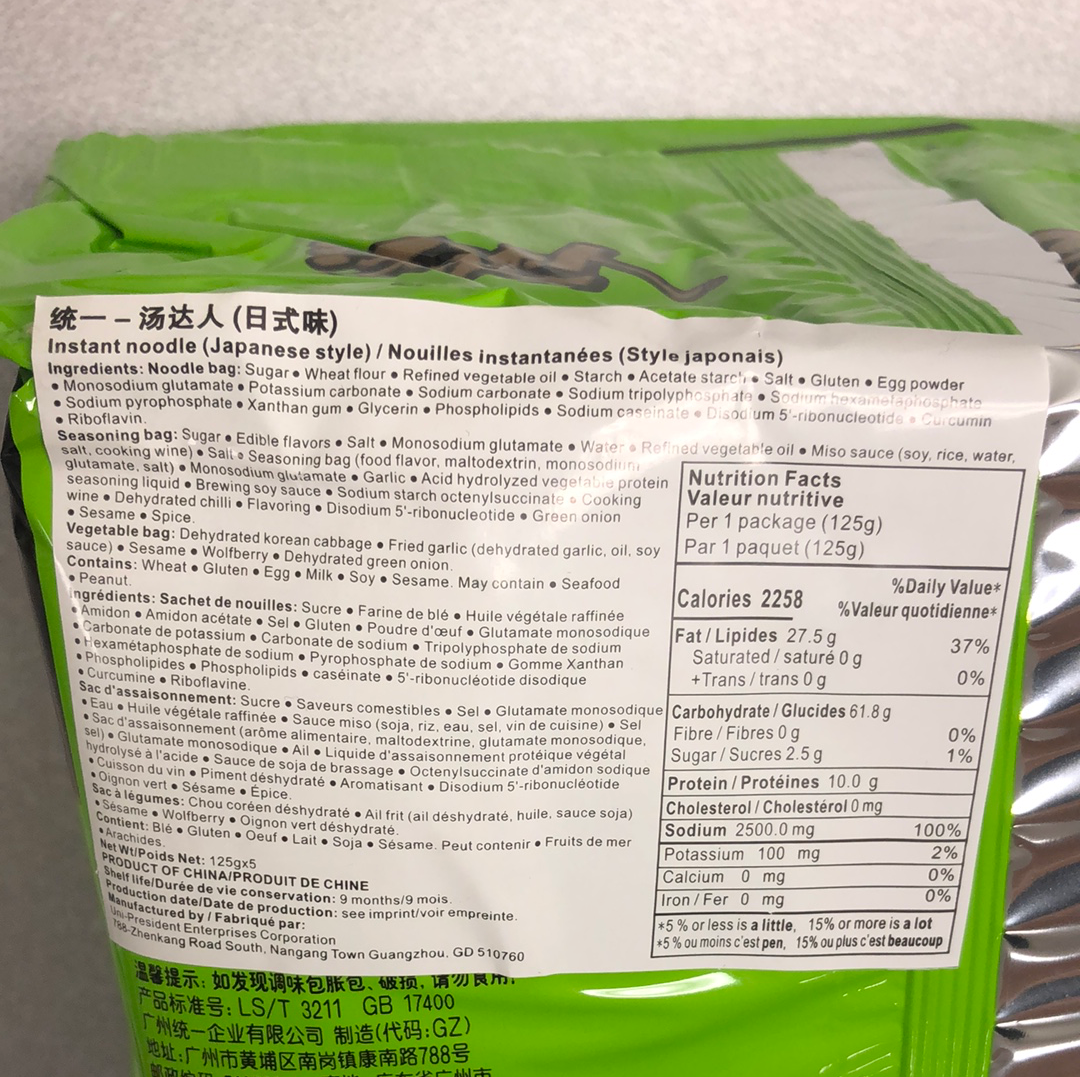 统一 – 汤达人 (日式味)
Instant noodle (Japanese style) / Nouilles instantanées (Style japonais)
Ingredients: Noodle bag: Sugar • Wheat flour • Refined vegetable oil • Starch • Acetate starch • Salt • Gluten • Egg powder
• Monosodium glutamate • Potassium carbonate • Sodium carbonate • Sodium tripolyphosphate • Sodium hexametaphosphate
• Sodium pyrophosphate • Xanthan gum • Glycerin • Phospholipids • Sodium caseinate • Disodium 5'-ribonucleotide • Curcumin
• Riboflavin.
Seasoning bag: Sugar • Edible flavors • Salt • Monosodium glutamate • Water • Refined vegetable oil • Miso sauce (soy, rice, water,
salt, cooking wine) • Salt • Seasoning bag (food flavor, maltodextrin, monosodium
glutamate, salt) • Monosodium glutamate • Garlic • Acid hydrolyzed vegetable protein
seasoning liquid • Brewing soy sauce • Sodium starch octenylsuccinate • Cooking
wine • Dehydrated chilli • Flavoring • Disodium 5'-ribonucleotide • Green onion
• Sesame • Spice.
Vegetable bag: Dehydrated korean cabbage • Fried garlic (dehydrated garlic, oil, soy
sauce) • Sesame • Wolfberry • Dehydrated green onion.
Contains: Wheat • Gluten • Egg • Milk • Soy • Sesame. May contain • Seafood
• Peanut.
Ingrédients: Sachet de nouilles: Sucre • Farine de blé • Huile végétale raffinée
• Amidon • Amidon acétate • Sel • Gluten • Poudre d'œuf • Glutamate monosodique
• Carbonate de potassium • Carbonate de sodium • Tripolyphosphate de sodium
• Hexamétaphosphate de sodium • Pyrophosphate de sodium • Gomme Xanthan
• Phospholipides • Phospholipids • caséinate • 5'-ribonucléotide disodique
• Curcumine • Riboflavine.
Sac d'assaisonnement: Sucre • Saveurs comestibles • Sel • Glutamate monosodique
• Eau • Huile végétale raffinée • Sauce miso (soja, riz, eau, sel, vin de cuisine) • Sel
• Sac d'assaisonnement (arôme alimentaire, maltodextrine, glutamate monosodique,
sel) • Glutamate monosodique • Ail • Liquide d'assaisonnement protéique végétal
hydrolysé à l'acide • Sauce de soja de brassage • Octenylsuccinate d'amidon sodique
• Cuisson du vin • Piment déshydraté • Aromatisant • Disodium 5'-ribonucléotide
• Oignon vert • Sésame • Épice.
Sac à légumes: Chou coréen déshydraté • Ail frit (ail déshydraté, huile, sauce soja)
• Sésame • Wolfberry • Oignon vert déshydraté.
Contient: Blé • Gluten • Oeuf • Lait • Soja • Sésame. Peut contenir • Fruits de mer
• Arachides.
Net Wt/Poids Net: 125gx5
PRODUCT OF CHINA/PRODUIT DE CHINE
Shelf life/Durée de vie conservation: 9 months/9 mois.
Production date/Date de production: see imprint/voir empreinte.
Manufactured by / Fabriqué par:
Uni-President Enterprises Corporation
788-Zhenkang Road South, Nangang Town Guangzhou. GD 510760
Nutrition Facts
Valeur nutritive
Per 1 package (125g)
Par 1 paquet (125g)
%Daily Value*
Calories 2258 %Valeur quotidienne*
Fat / Lipides 27.5 g 37%
Saturated / saturé 0 g
+Trans / trans 0 g 0%
Carbohydrate / Glucides 61.8 g
Fibre / Fibres 0 g 0%
Sugar / Sucres 2.5 g 1%
Protein / Protéines 10.0 g
Cholesterol / Cholestérol 0 mg
Sodium 2500.0 mg 100%
Potassium 100 mg 2%
Calcium 0 mg 0%
Iron / Fer 0 mg 0%
*5 % or less is a little, 15% or more is a lot
*5 % ou moins c'est pen, 15% ou plus c'est beaucoup
温馨提示: 如发现调味包胀包、破损, 请勿食用!
产品标准号: LS/T 3211 GB 17400
广州统一企业有限公司 制造(代码:GZ)
地址:广州市黄埔区南岗镇康南路788号